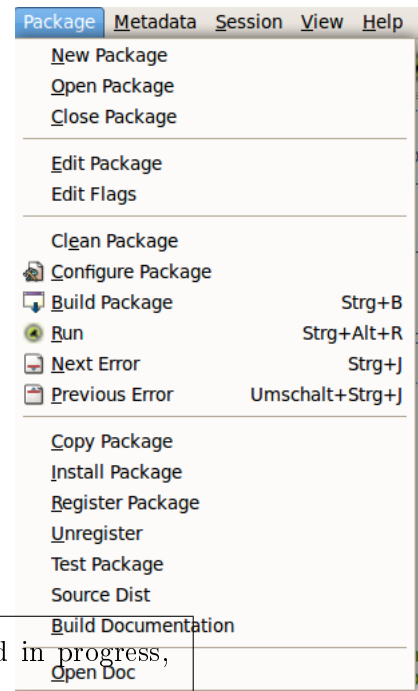 Package Metadata Session View Help
New Package
Open Package
Close Package
Edit Package
Edit Flags
Clean Package
Configure Package
Build Package Strg+B
Run Strg+Alt+R
Next Error Strg+J
Previous Error Umschalt+Strg+J
Copy Package
Install Package
Register Package
Unregister
Test Package
Source Dist
Build Documentation
in progress,
Open Doc